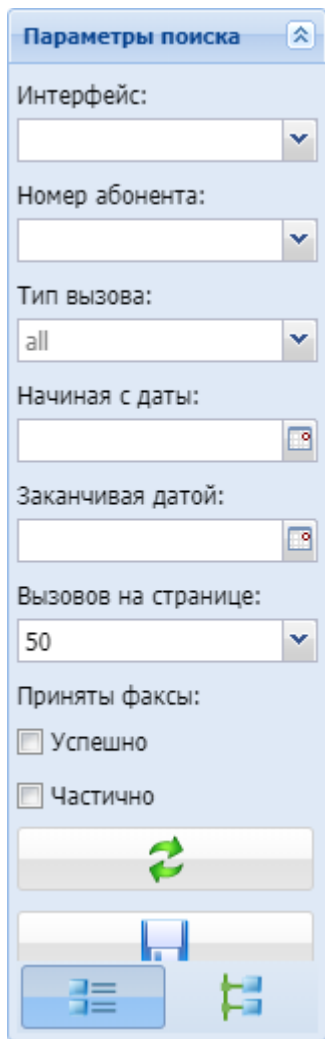 Параметры поиска
Интерфейс:
Номер абонента:
Тип вызова:
all
Начиная с даты:
Заканчивая датой:
Вызовов на странице:
50
Приняты факсы:
Успешно
Частично